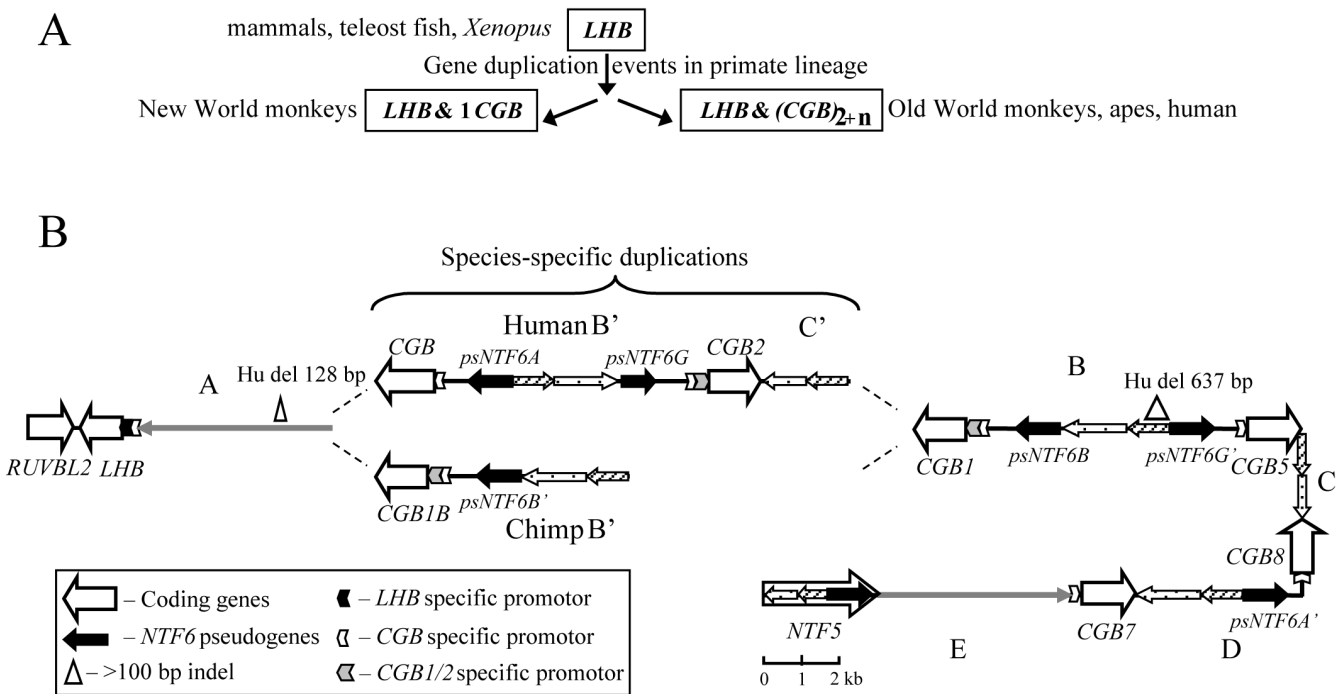 A
mammals, teleost fish, Xenopus LHB
Gene duplication events in primate lineage
New World monkeys LHB & 1 CGB LHB & (CGB)2+n Old World monkeys, apes, human
B
Species-specific duplications
Human B’ C’
CGB psNTF6A psNTF6G CGB2
A Hu del 128 bp
B
Hu del 637 bp
RUVBL2 LHB
CGB1 psNTF6B psNTF6G’ CGB5
CGB1B psNTF6B’
Chimp B’
C
CGB8
NTF5 CGB7 psNTF6A’
E D
0 1 2 kb
– Coding genes – LHB specific promotor
– NTF6 pseudogenes – CGB specific promotor
– >100 bp indel – CGB1/2 specific promotor